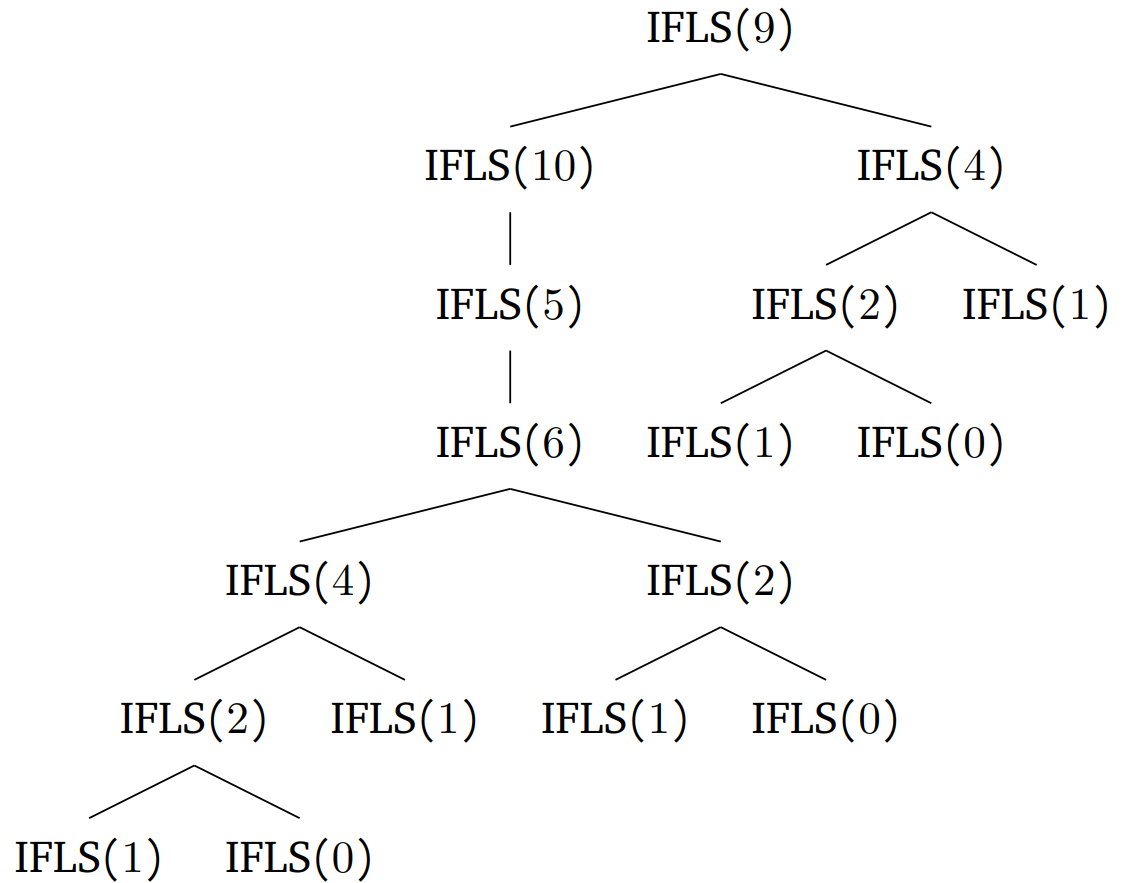 IFLS(9)
IFLS(10) IFLS(4)
IFLS(5) IFLS(2) IFLS(1)
IFLS(6) IFLS(1) IFLS(0)
IFLS(4) IFLS(2)
IFLS(2) IFLS(1) IFLS(1) IFLS(0)
IFLS(1) IFLS(0)